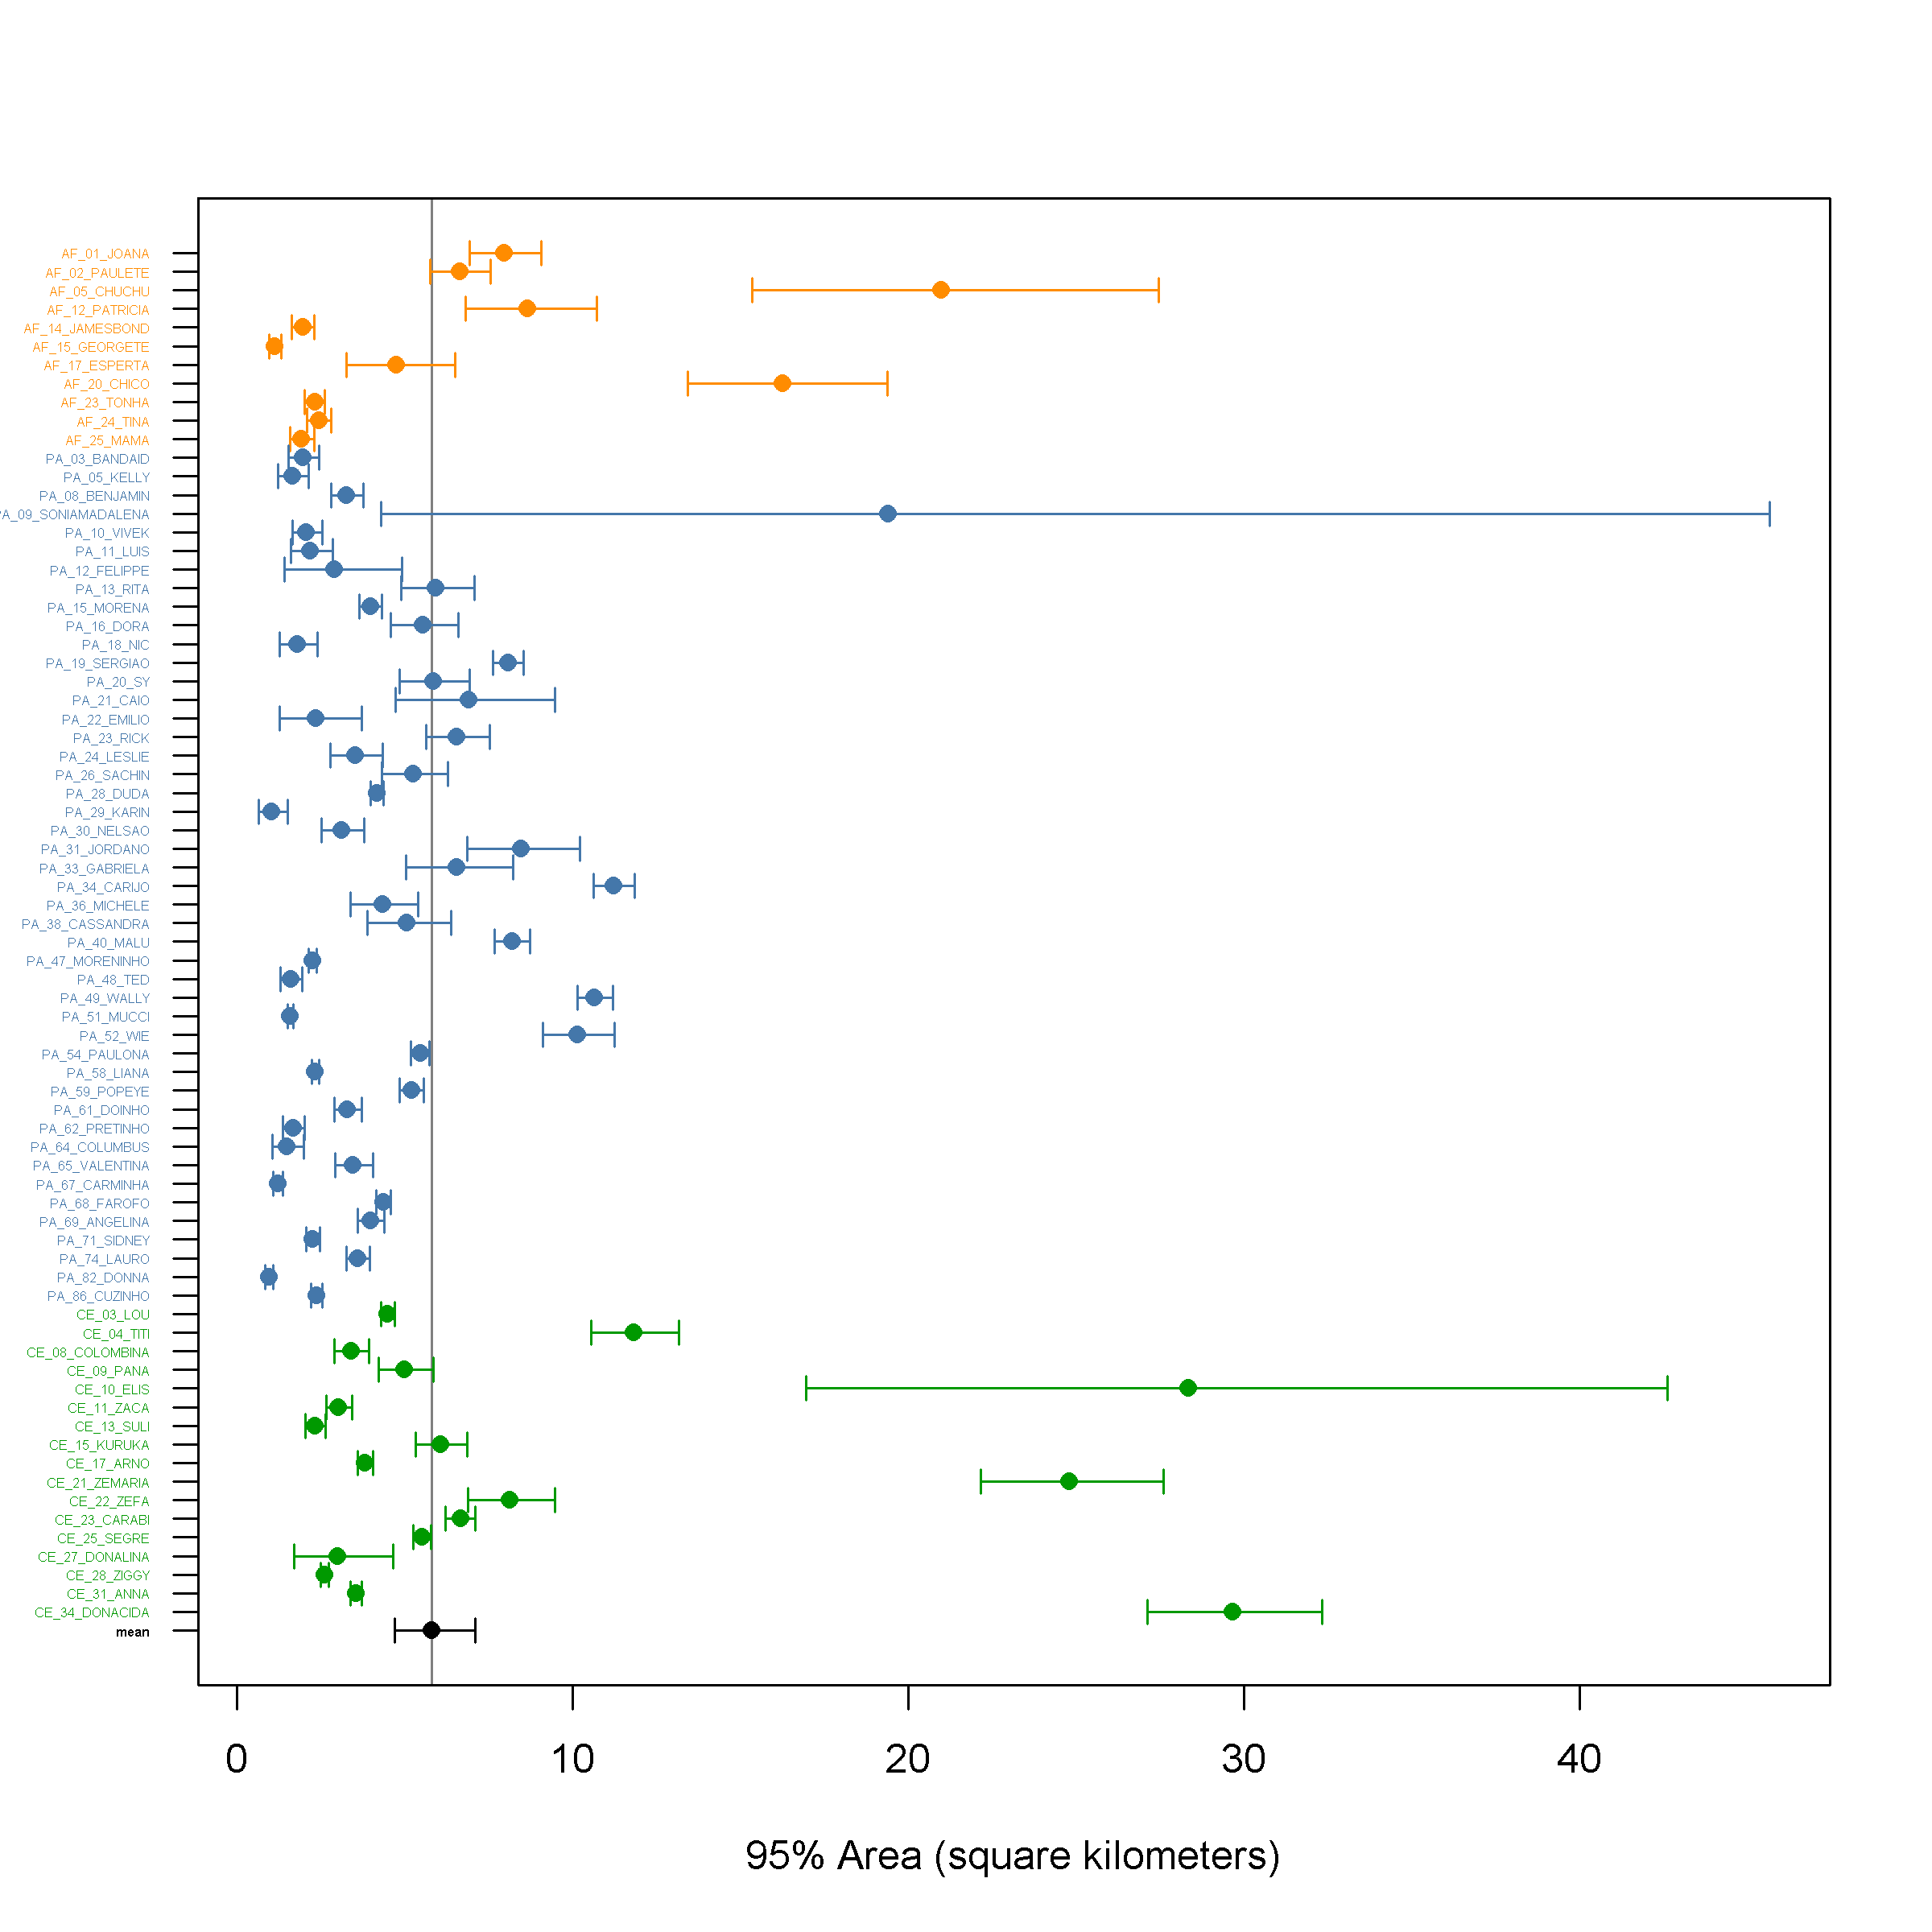 AF_01_JOANA
AF_02_PAULETE
AF_05_CHUCHU
AF_12_PATRICIA
AF_14_JAMESBOND
AF_15_GEORGETE
AF_17_ESPERTA
AF_20_CHICO
AF_23_TONHA
AF_24_TINA
AF_25_MAMA
PA_03_BANDAID
PA_05_KELLY
PA_08_BENJAMIN
PA_09_SONIAMADALENA
PA_10_VIVEK
PA_11_LUIS
PA_12_FELIPPE
PA_13_RITA
PA_15_MORENA
PA_16_DORA
PA_18_NIC
PA_19_SERGIAO
PA_20_SY
PA_21_CAIO
PA_22_EMILIO
PA_23_RICK
PA_24_LESLIE
PA_26_SACHIN
PA_28_DUDA
PA_29_KARIN
PA_30_NELSAO
PA_31_JORDANO
PA_33_GABRIELA
PA_34_CARIJO
PA_36_MICHELE
PA_38_CASSANDRA
PA_40_MALU
PA_47_MORENINHO
PA_48_TED
PA_49_WALLY
PA_51_MUCCI
PA_52_WIE
PA_54_PAULONA
PA_58_LIANA
PA_59_POPEYE
PA_61_DOINHO
PA_62_PRETINHO
PA_64_COLUMBUS
PA_65_VALENTINA
PA_67_CARMINHA
PA_68_FAROFO
PA_69_ANGELINA
PA_71_SIDNEY
PA_74_LAURO
PA_82_DONNA
PA_86_CUZINHO
CE_03_LOU
CE_04_TITI
CE_08_COLOMBINA
CE_09_PANA
CE_10_ELIS
CE_11_ZACA
CE_13_SULI
CE_15_KURUKA
CE_17_ARNO
CE_21_ZEMARIA
CE_22_ZEFA
CE_23_CARABI
CE_25_SEGRE
CE_27_DONALINA
CE_28_ZIGGY
CE_31_ANNA
CE_34_DONACIDA
mean
0 10 20 30 40
95% Area (square kilometers)